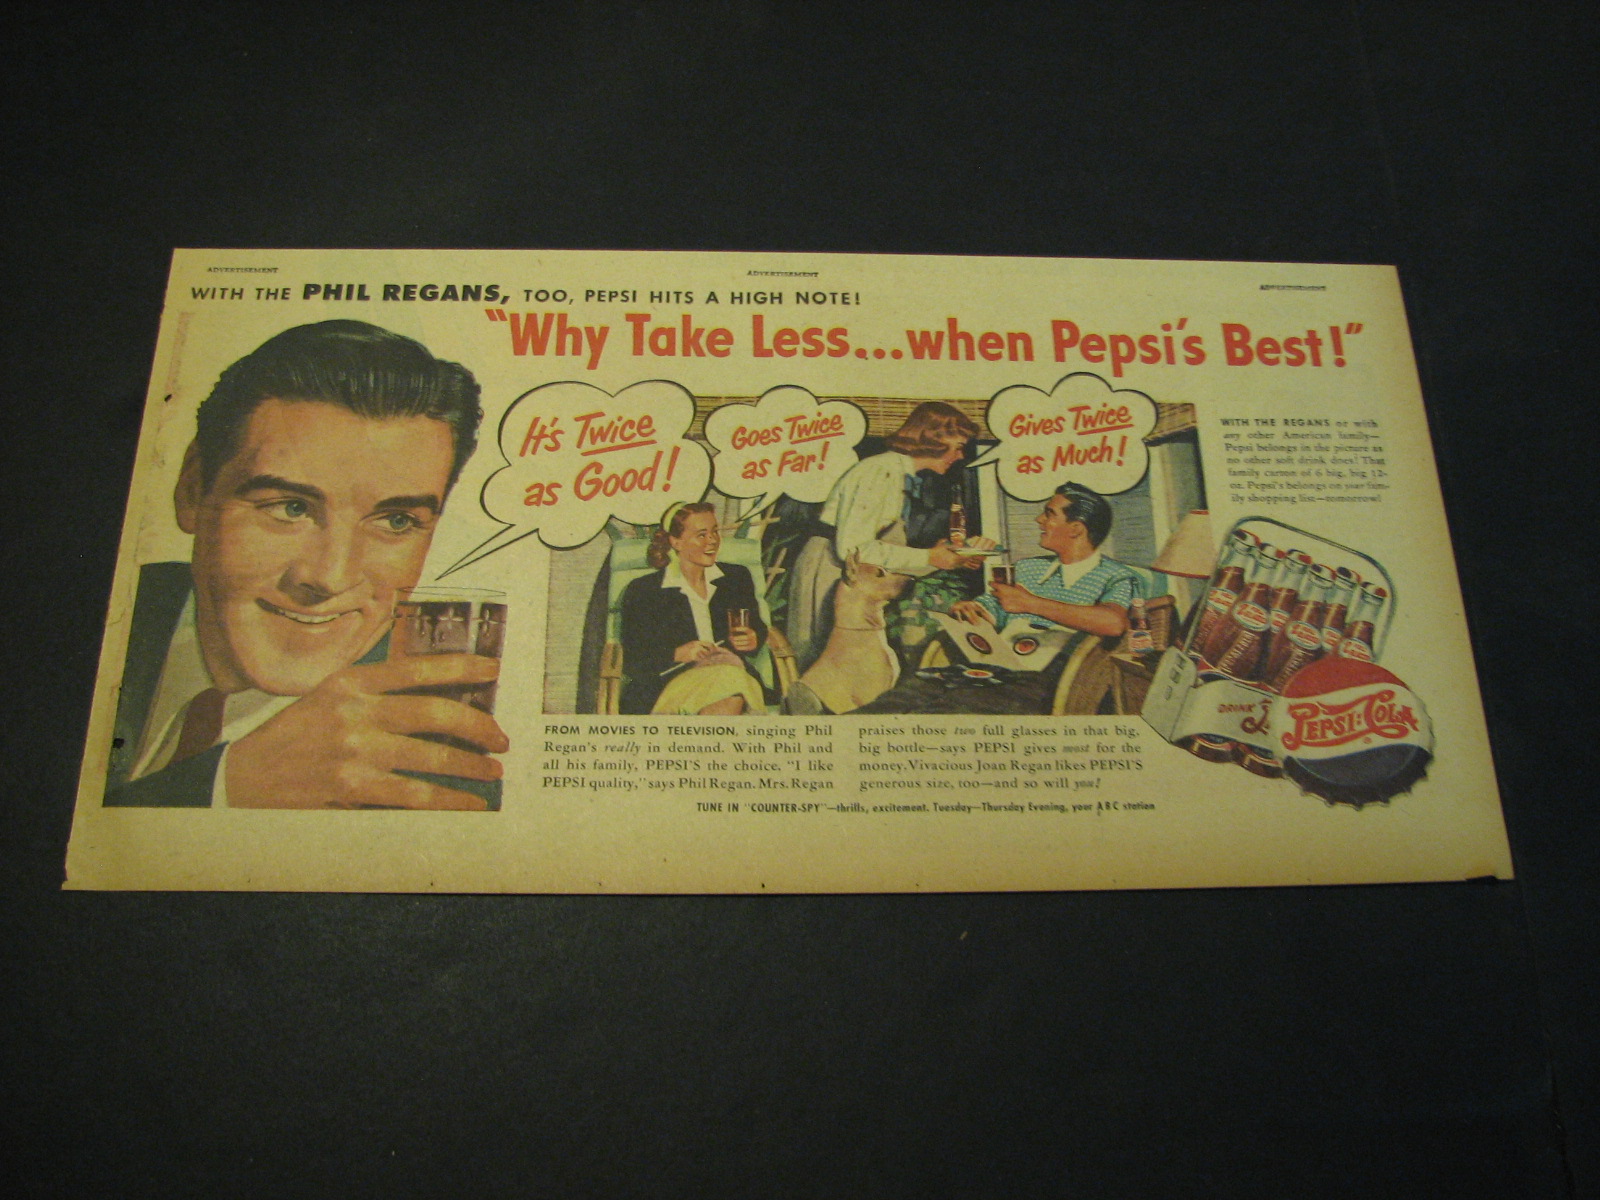 ADVERTISEMENT
ADVERTISEMENT
ADVERTISEMENT
WITH THE PHIL REGANS, TOO, PEPSI HITS A HIGH NOTE!
"Why Take Less...when Pepsi's Best!"
It's Twice
as Good!
Goes Twice
as Far!
Gives Twice
as Much!
WITH THE REGANS or with
any other American family—
Pepsi belongs in the picture as
no other soft drink does! That
family carton of 6 big, big 12-
oz. Pepsi's belongs on your fam-
ily shopping list—tomorrow!
DRINK
PEPSI:COLA
FROM MOVIES TO TELEVISION, singing Phil
Regan's really in demand. With Phil and
all his family, PEPSI'S the choice. "I like
PEPSI quality," says Phil Regan. Mrs. Regan
praises those two full glasses in that big,
big bottle—says PEPSI gives most for the
money. Vivacious Joan Regan likes PEPSI'S
generous size, too—and so will you!
TUNE IN "COUNTER-SPY"—thrills, excitement. Tuesday—Thursday Evening, your ABC station